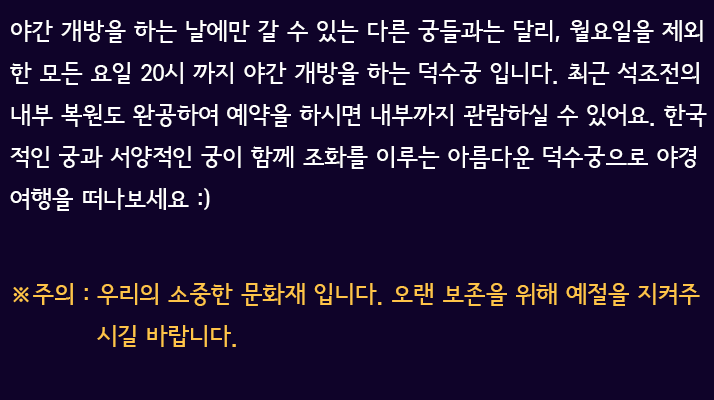 야간 개방을 하는 날에만 갈 수 있는 다른 궁들과는 달리, 월요일을 제외
한 모든 요일 20시 까지 야간 개방을 하는 덕수궁 입니다. 최근 석조전의
내부 복원도 완공하여 예약을 하시면 내부까지 관람하실 수 있어요. 한국
적인 궁과 서양적인 궁이 함께 조화를 이루는 아름다운 덕수궁으로 야경
여행을 떠나보세요 :)
※주의 : 우리의 소중한 문화재 입니다. 오랜 보존을 위해 예절을 지켜주
시길 바랍니다.